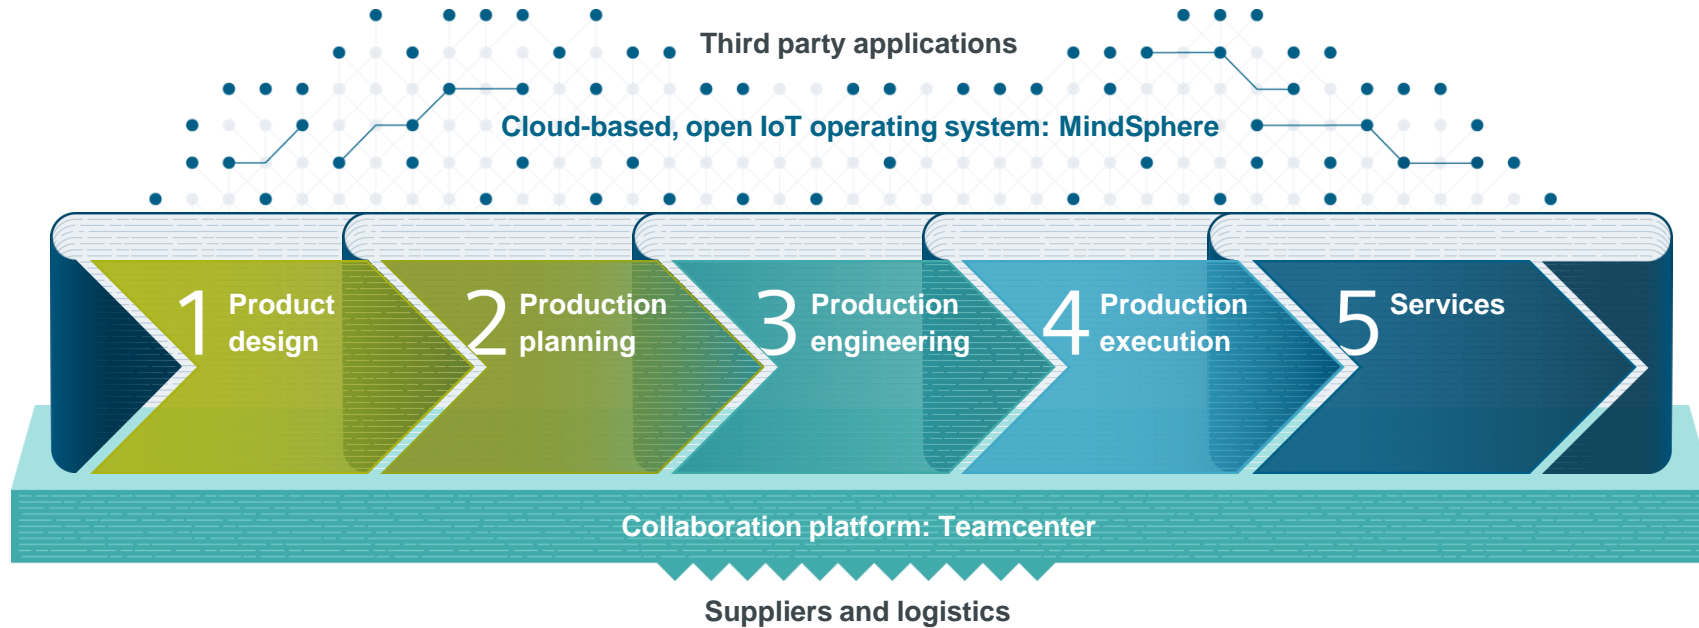 Third party applications
Cloud-based, open IoT operating system: MindSphere
1 Product
design
2 Production
planning
3 Production
engineering
4 Production
execution
5 Services
Collaboration platform: Teamcenter
Suppliers and logistics